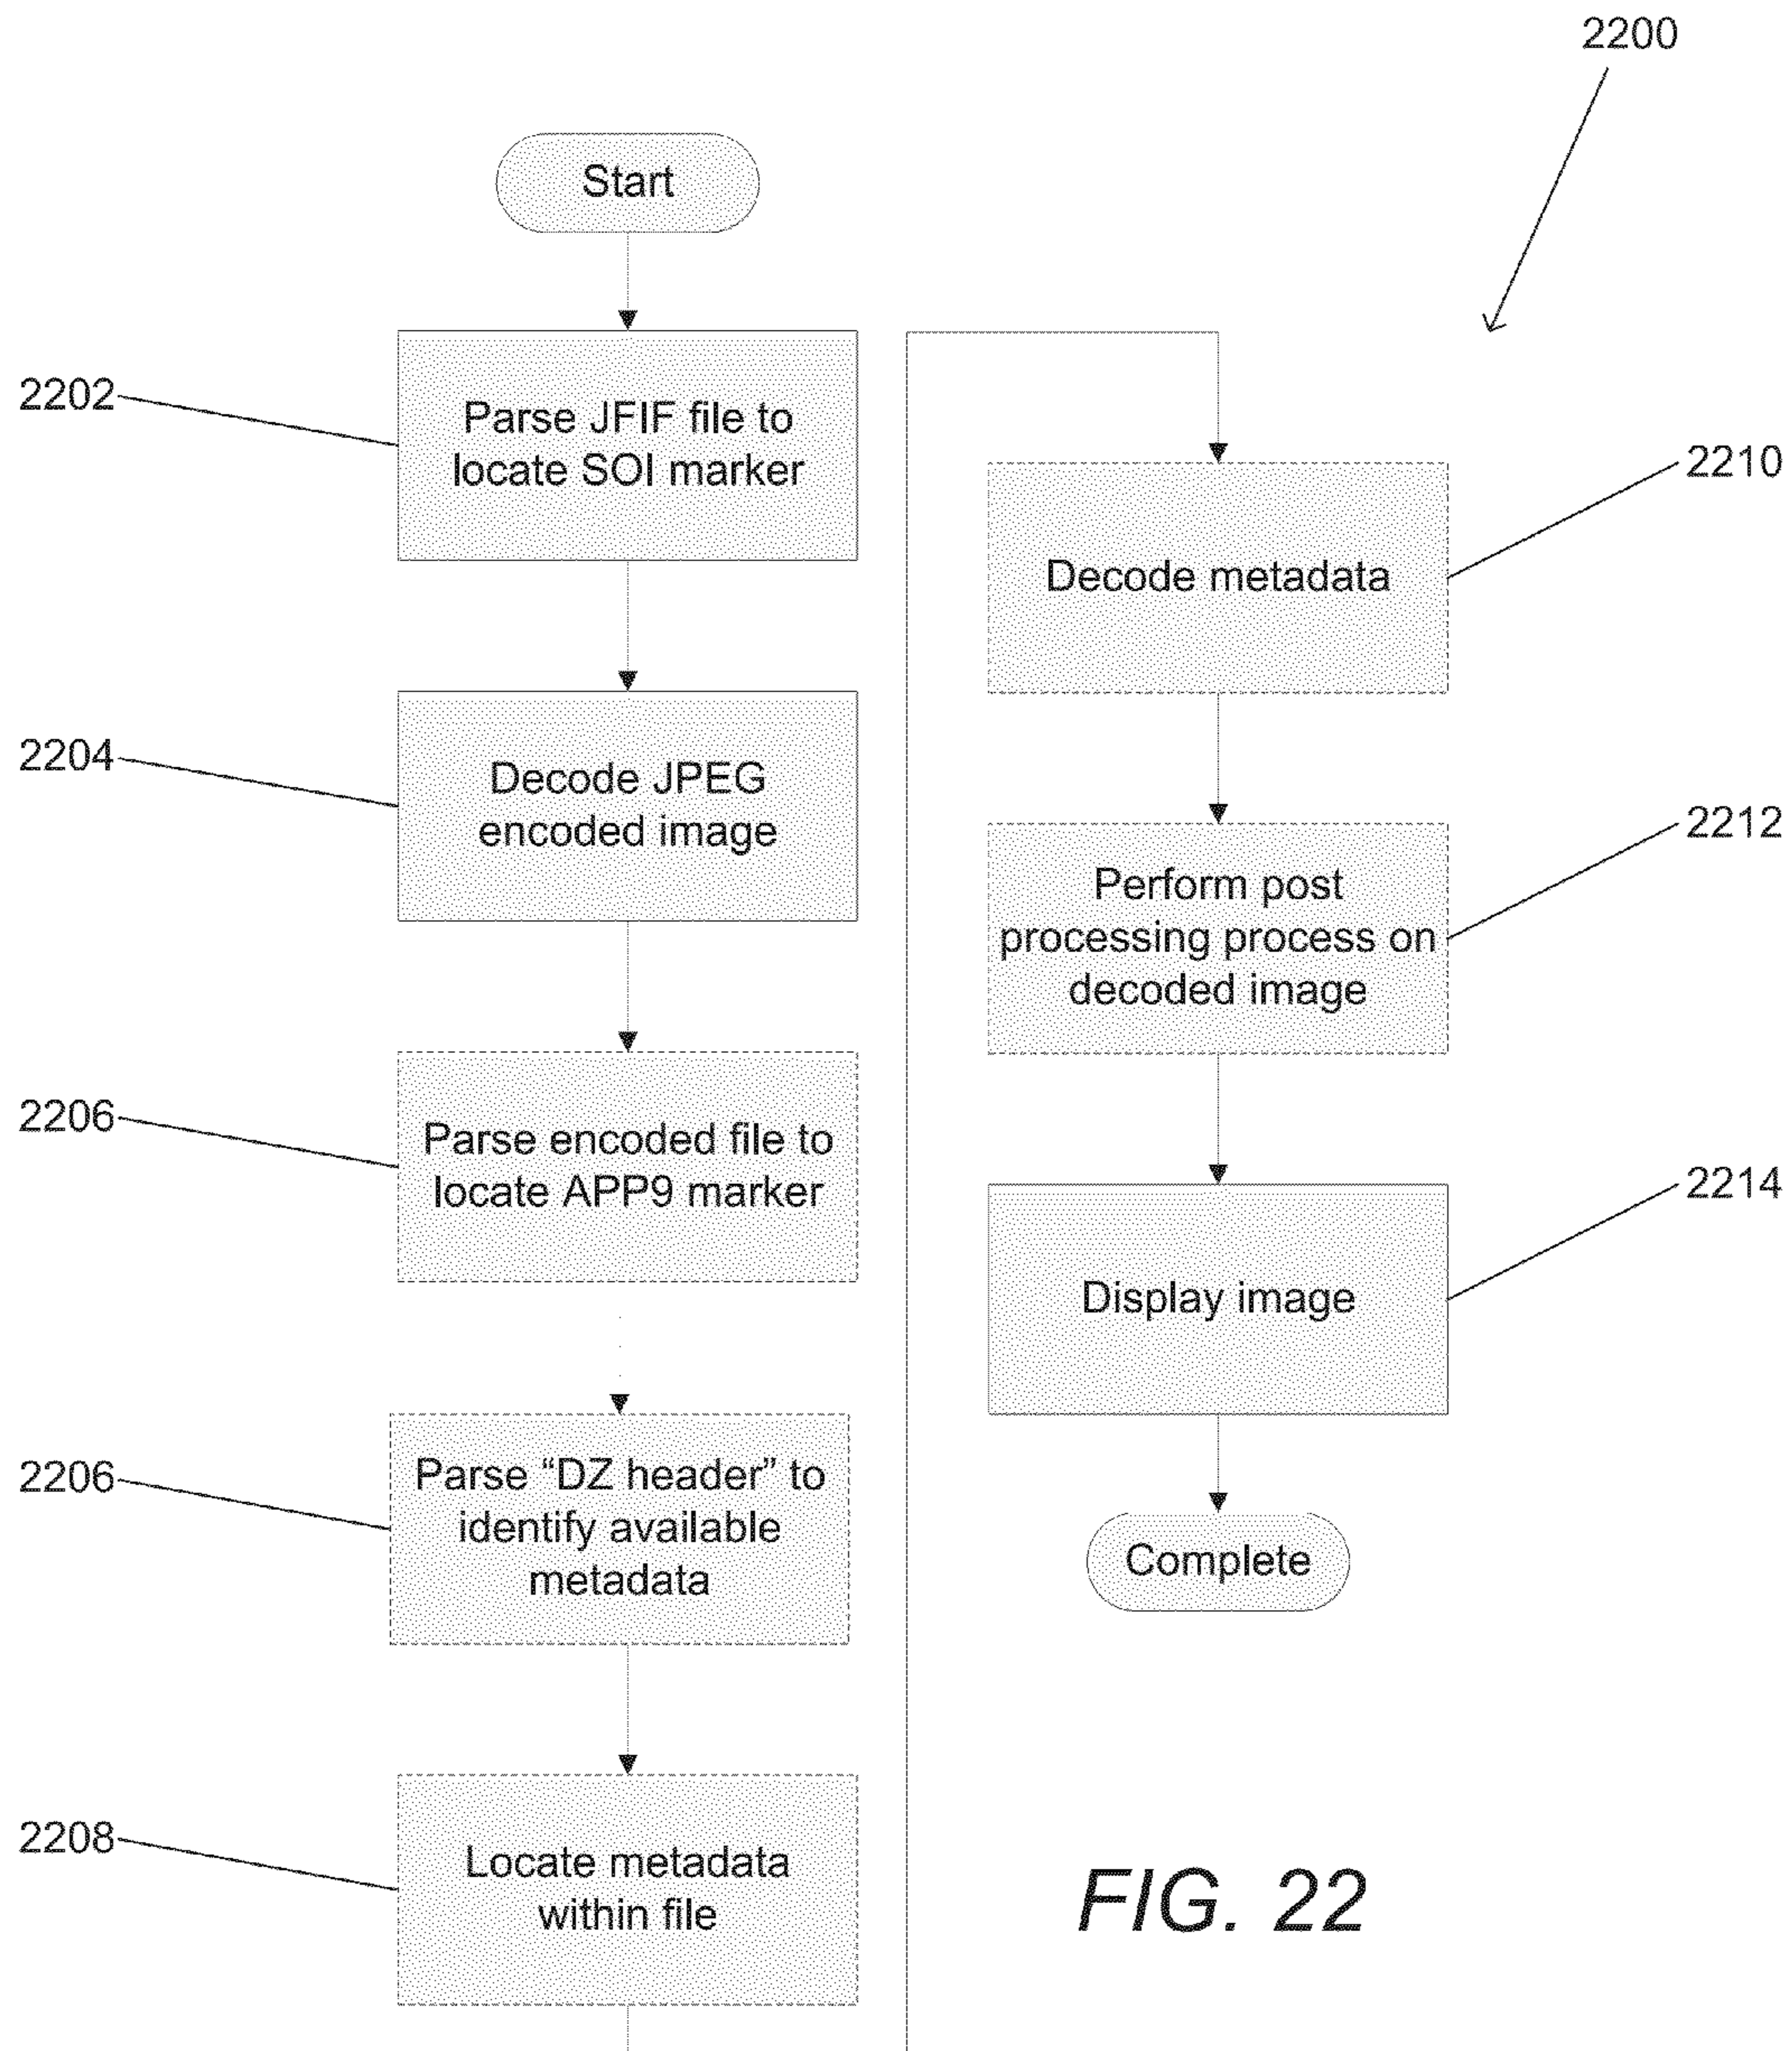 2200
Start
2202
Parse JFIF file to
locate SOI marker
2204
Decode JPEG
encoded image
2206
Parse encoded file to
locate APP9 marker
2206
Parse “DZ header” to
identify available
metadata
2208
Locate metadata
within file
2210
Decode metadata
2212
Perform post
processing process on
decoded image
2214
Display image
Complete
FIG. 22